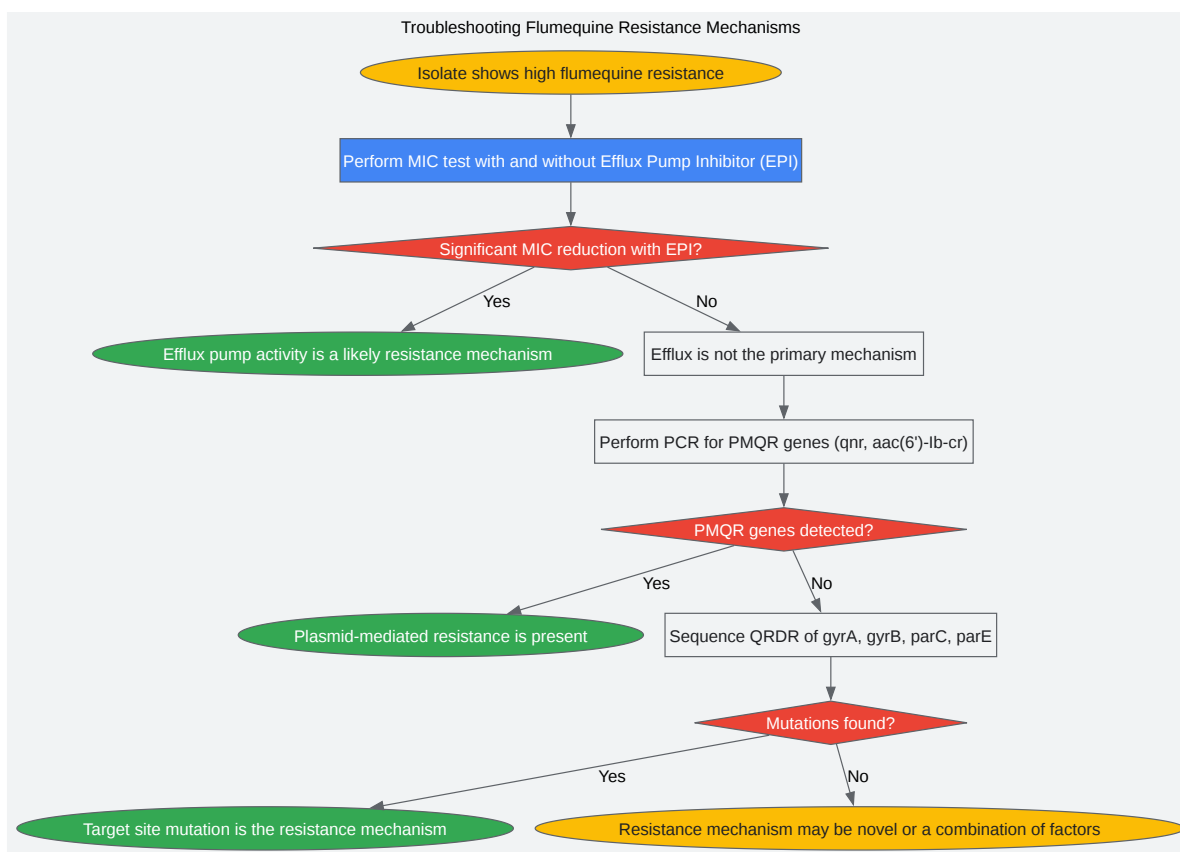 Troubleshooting Flumequine Resistance Mechanisms
Isolate shows high flumequine resistance
Perform MIC test with and without Efflux Pump Inhibitor (EPI)
Significant MIC reduction with EPI?
Yes
No
Efflux pump activity is a likely resistance mechanism
Efflux is not the primary mechanism
Perform PCR for PMQR genes (qnr, aac(6')-Ib-cr)
PMQR genes detected?
Yes
No
Plasmid-mediated resistance is present
Sequence QRDR of gyrA, gyrB, parC, parE
Mutations found?
Yes
No
Target site mutation is the resistance mechanism
Resistance mechanism may be novel or a combination of factors